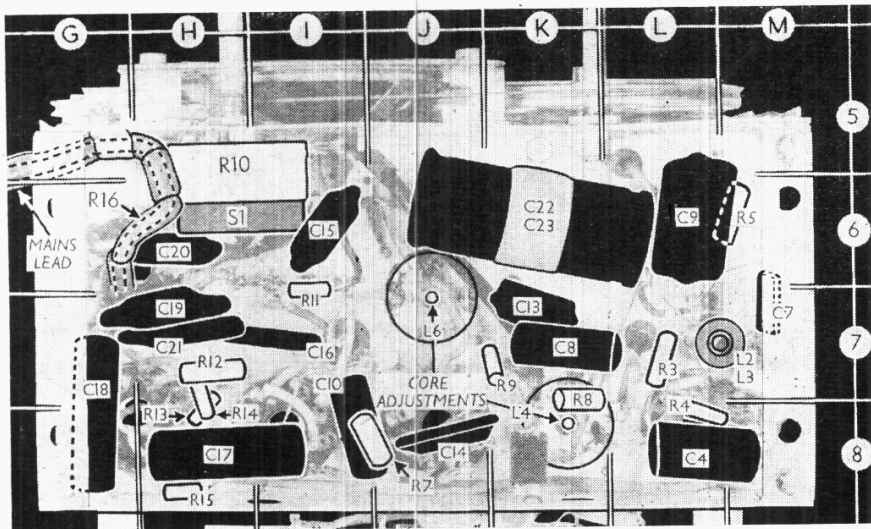 G H I J K L M
5
R10
R16
S1
C15
C22
C23
C9
R5
6
MAINS
LEAD
C20
R11
C19
L6
C13
C7
C21
C16
C8
R3
7
L2
L3
C18
R12
C10
CORE
ADJUSTMENTS
R9
R8
L4
R4
R13
R14
C17
C14
C4
8
R7
R15